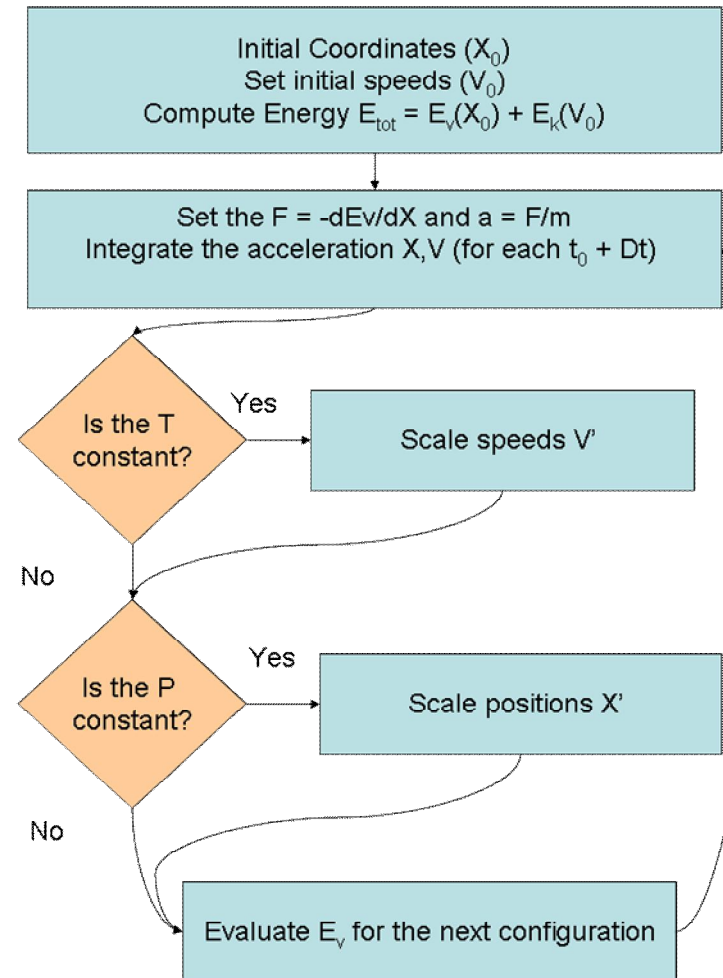 Initial Coordinates (X₀)
Set initial speeds (V₀)
Compute Energy Eₜₒₜ = Eᵥ(X₀) + Eₖ(V₀)
Set the F = -dEv/dX and a = F/m
Integrate the acceleration X,V (for each t₀ + Dt)
Is the T
constant?
Yes
Scale speeds V'
No
Is the P
constant?
Yes
Scale positions X'
No
Evaluate Eᵥ for the next configuration